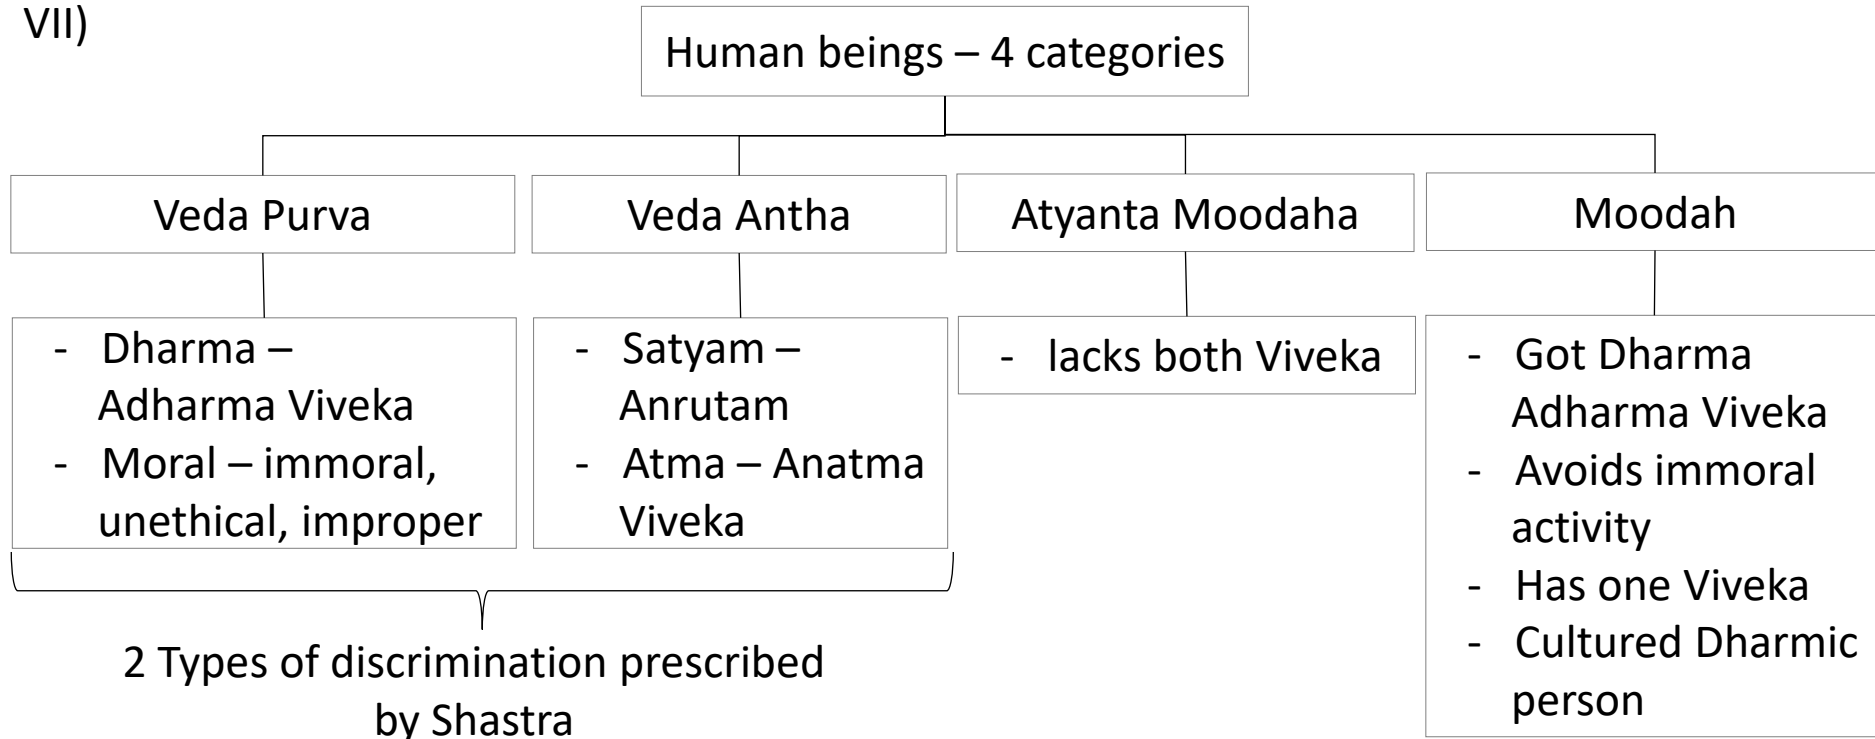 VII)
Human beings – 4 categories
Veda Purva
Veda Antha
Atyanta Moodaha
Moodah
- Dharma –
Adharma Viveka
- Moral – immoral,
unethical, improper
- Satyam –
Anrutam
- Atma – Anatma
Viveka
- lacks both Viveka
- Got Dharma
Adharma Viveka
- Avoids immoral
activity
- Has one Viveka
- Cultured Dharmic
person
2 Types of discrimination prescribed
by Shastra